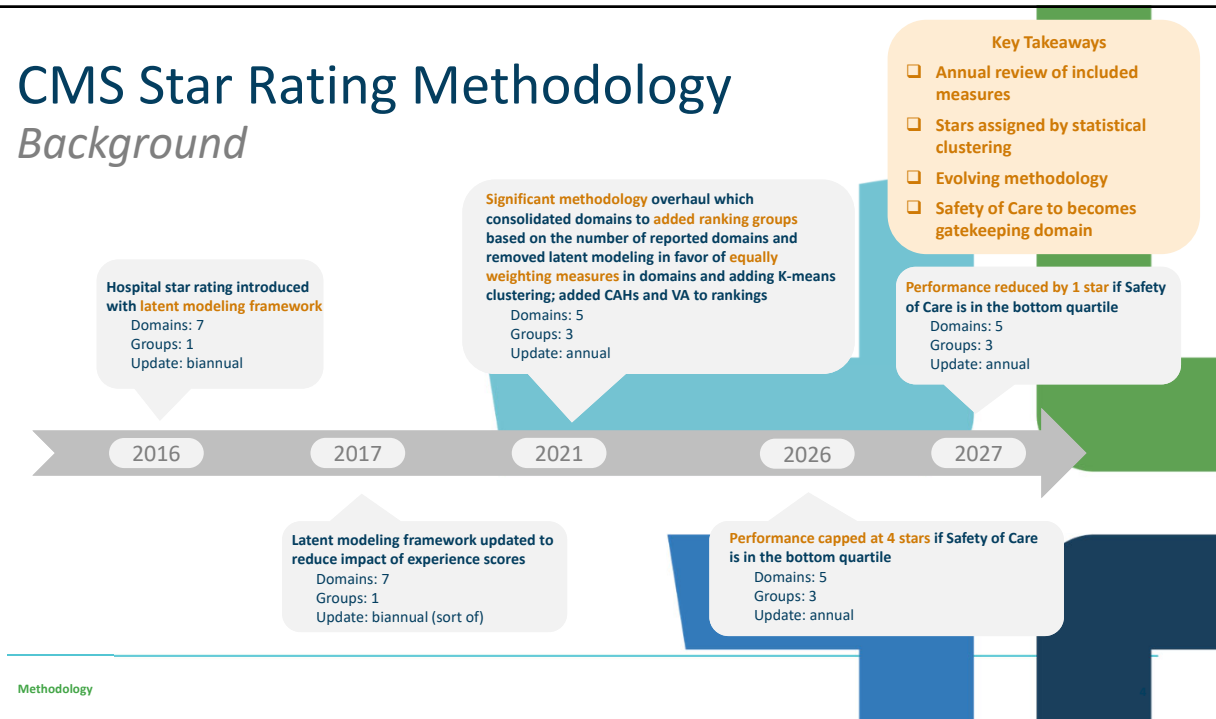 CMS Star Rating Methodology
Background
Key Takeaways
❑ Annual review of included
measures
❑ Stars assigned by statistical
clustering
❑ Evolving methodology
❑ Safety of Care to becomes
gatekeeping domain
Hospital star rating introduced
with latent modeling framework
Domains: 7
Groups: 1
Update: biannual
Significant methodology overhaul which
consolidated domains to added ranking groups
based on the number of reported domains and
removed latent modeling in favor of equally
weighting measures in domains and adding K-means
clustering; added CAHs and VA to rankings
Domains: 5
Groups: 3
Update: annual
Performance reduced by 1 star if Safety
of Care is in the bottom quartile
Domains: 5
Groups: 3
Update: annual
2016
2017
2021
2026
2027
Latent modeling framework updated to
reduce impact of experience scores
Domains: 7
Groups: 1
Update: biannual (sort of)
Performance capped at 4 stars if Safety of Care
is in the bottom quartile
Domains: 5
Groups: 3
Update: annual
Methodology